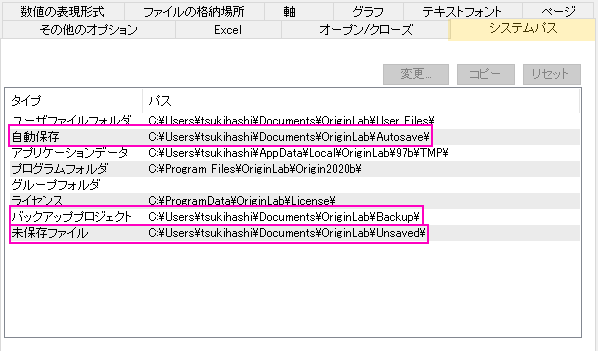 数値の表現形式 ファイルの格納場所 軸 グラフ テキストフォント ページ
その他のオプション Excel オープン/クローズ システムパス
変更... コピー リセット
タイプ パス
ユーザファイルフォルダ C:¥Users¥tsukihashi¥Documents¥OriginLab¥User Files¥
自動保存 C:¥Users¥tsukihashi¥Documents¥OriginLab¥Autosave¥
アプリケーションデータ C:¥Users¥tsukihashi¥AppData¥Local¥OriginLab¥97b¥TMP¥
プログラムフォルダ C:¥Program Files¥OriginLab¥Origin2020b¥
グループフォルダ
ライセンス C:¥ProgramData¥OriginLab¥License¥
バックアッププロジェクト C:¥Users¥tsukihashi¥Documents¥OriginLab¥Backup¥
未保存ファイル C:¥Users¥tsukihashi¥Documents¥OriginLab¥Unsaved¥